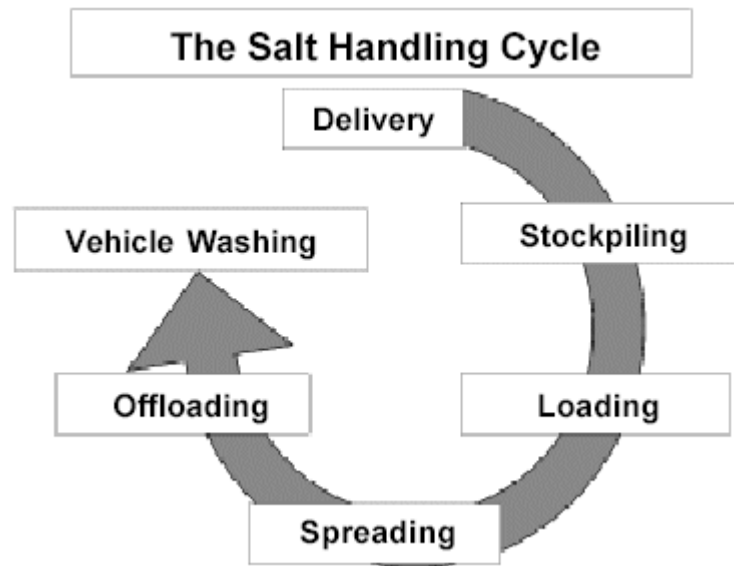 The Salt Handling Cycle
Delivery
Stockpiling
Loading
Spreading
Offloading
Vehicle Washing